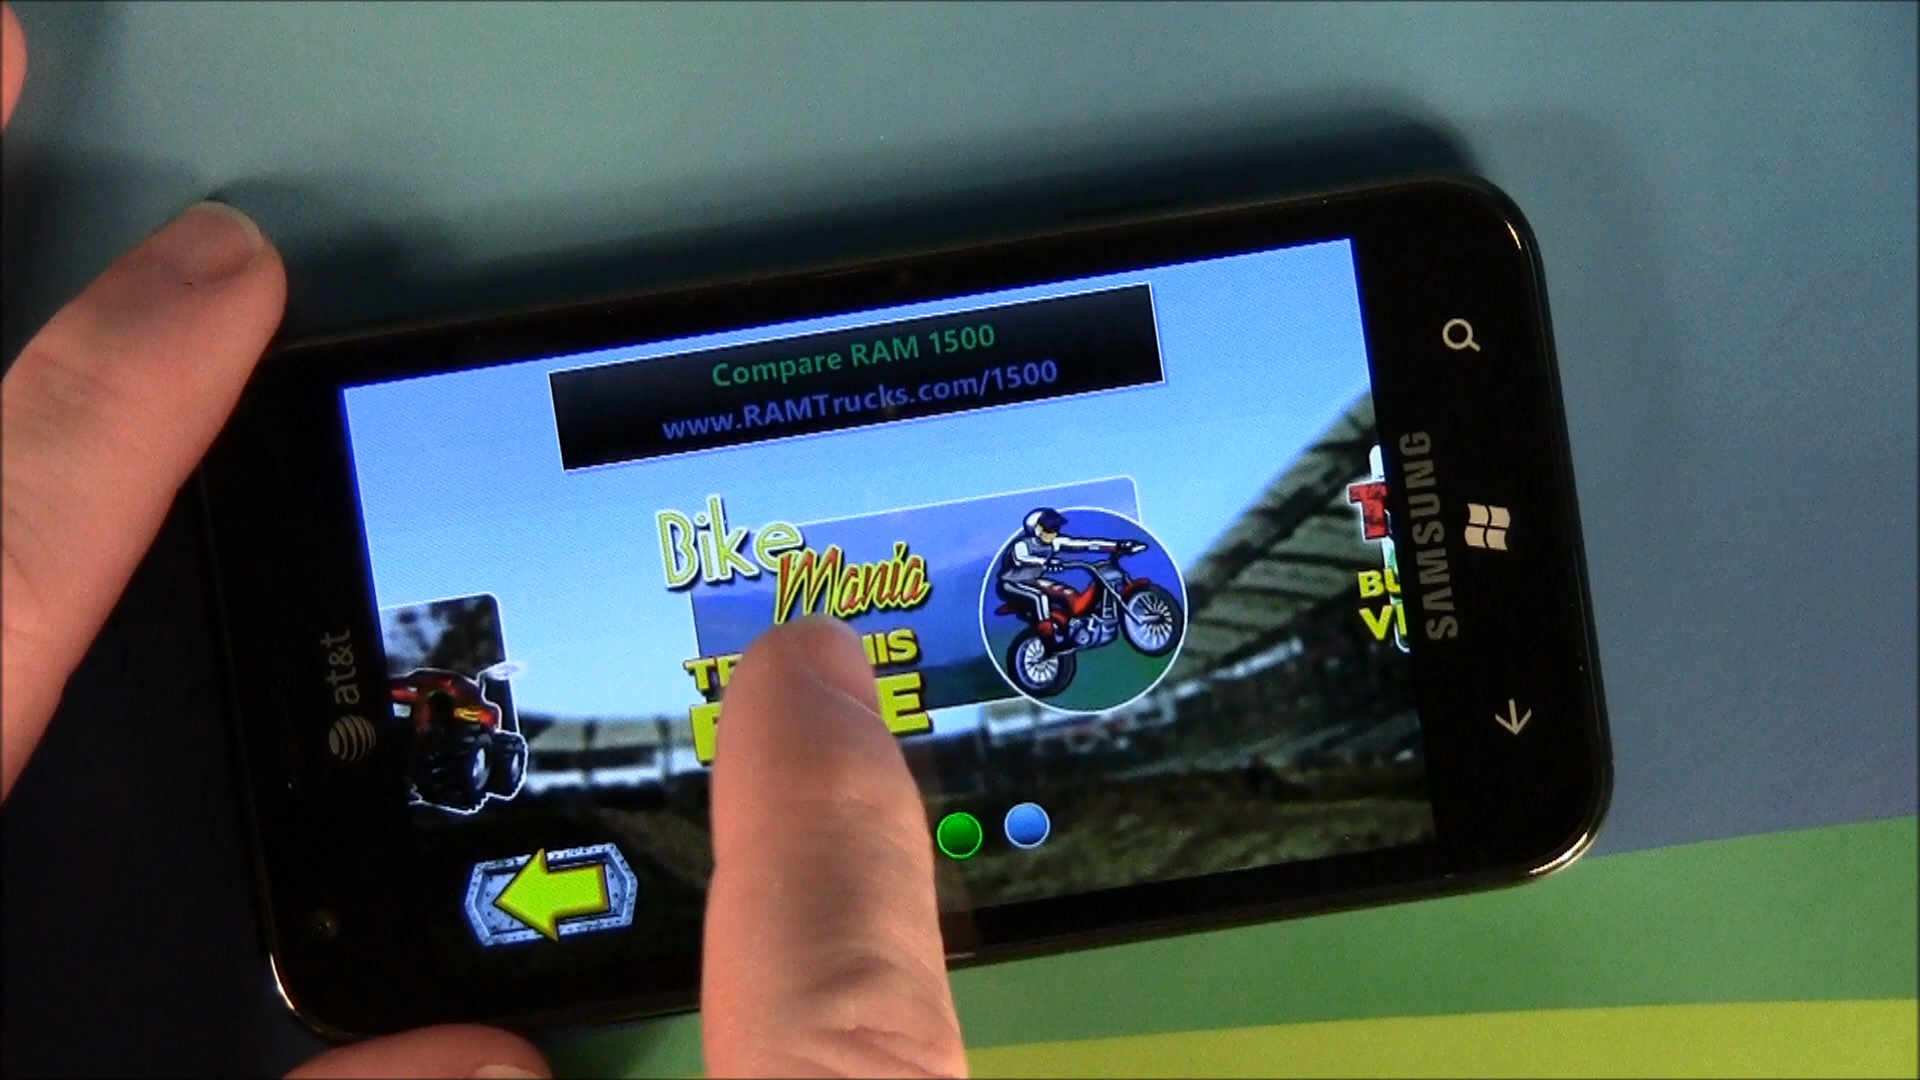 Compare RAM 1500
www.RAMTrucks.com/1500
Bike
Mania
SAMSUNG
at&t